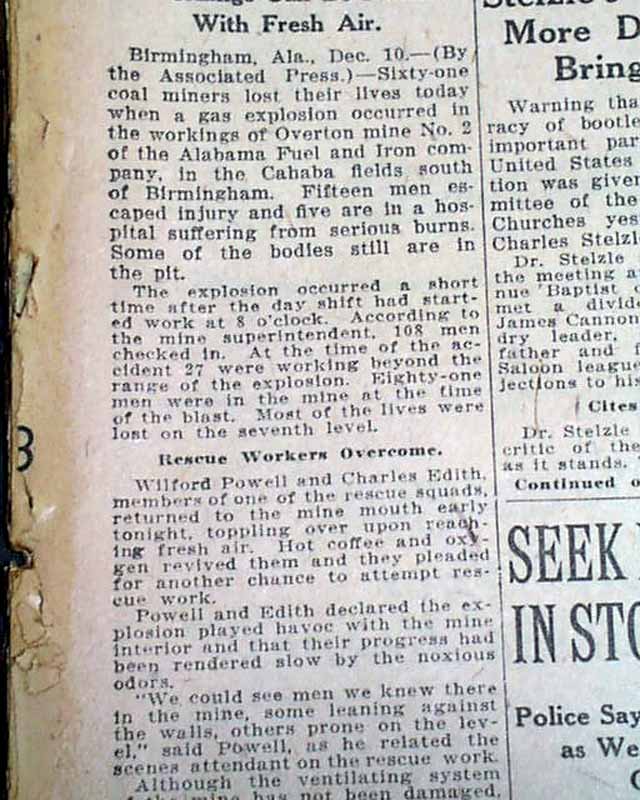 With Fresh Air.
Birmingham, Ala., Dec. 10.—(By
the Associated Press.)—Sixty-one
coal miners lost their lives today
when a gas explosion occurred in
the workings of Overton mine No. 2
of the Alabama Fuel and Iron com-
pany, in the Cahaba fields south
of Birmingham. Fifteen men es-
caped injury and five are in a hos-
pital suffering from serious burns.
Some of the bodies still are in
the pit.
The explosion occurred a short
time after the day shift had start-
ed work at 8 o'clock. According to
the mine superintendent, 108 men
checked in. At the time of the ac-
cident 27 were working beyond the
range of the explosion. Eighty-one
men were in the mine at the time
of the blast. Most of the lives were
lost on the seventh level.
Rescue Workers Overcome.
Wilford Powell and Charles Edith,
members of one of the rescue squads,
returned to the mine mouth early
tonight, toppling over upon reach-
ing fresh air. Hot coffee and oxy-
gen revived them and they pleaded
for another chance to attempt res-
cue work.
Powell and Edith declared the ex-
plosion played havoc with the mine
interior and that their progress had
been rendered slow by the noxious
odors.
"We could see men we knew there
in the mine, some leaning against
the walls, others prone on the lev-
el," said Powell, as he related the
scenes attendant on the rescue work.
Although the ventilating system
of the mine has not been damaged,
More D
Bring
Warning tha
racy of bootle
important par
United States
tion was given
mittee of the
Churches yes
Charles Stelzl
Dr. Stelzle
the meeting a
nue Baptist
met a divid
James Cannon
dry leader,
father and f
Saloon league
jections to his
Cites
Dr. Stelzle
critic of the
as it stands.
Continued o
SEEK
IN STO
Police Say
as We
3